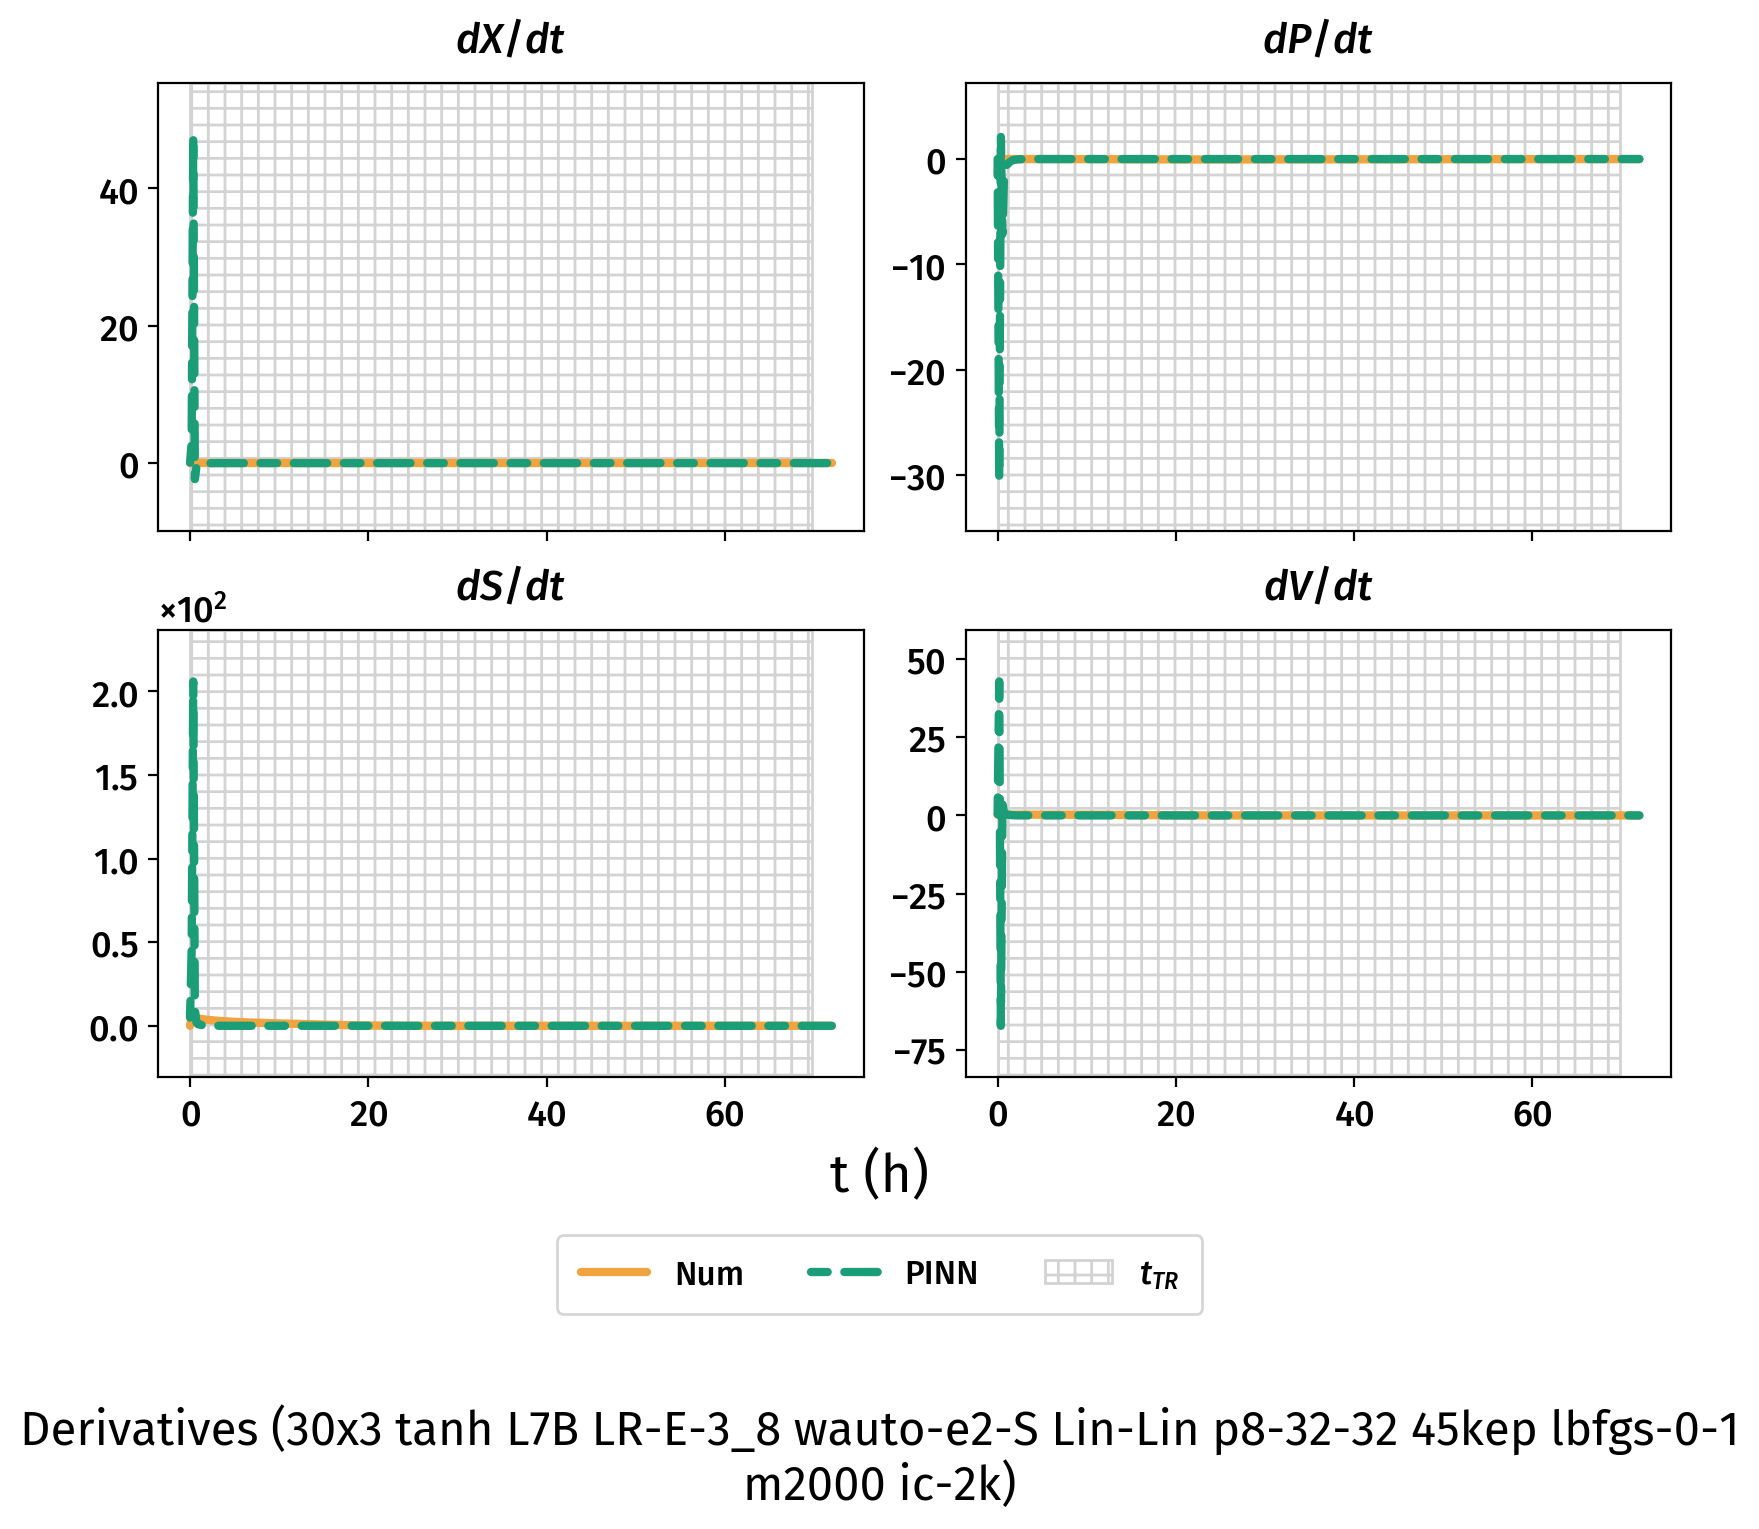 dX/dt
dP/dt
40
20
0
0
−10
−20
−30
dS/dt
dV/dt
×10²
2.0
1.5
1.0
0.5
0.0
50
25
0
−25
−50
−75
0 20 40 60
0 20 40 60
t (h)
Num PINN t_TR
Derivatives (30x3 tanh L7B LR-E-3_8 wauto-e2-S Lin-Lin p8-32-32 45kep lbfgs-0-1
m2000 ic-2k)